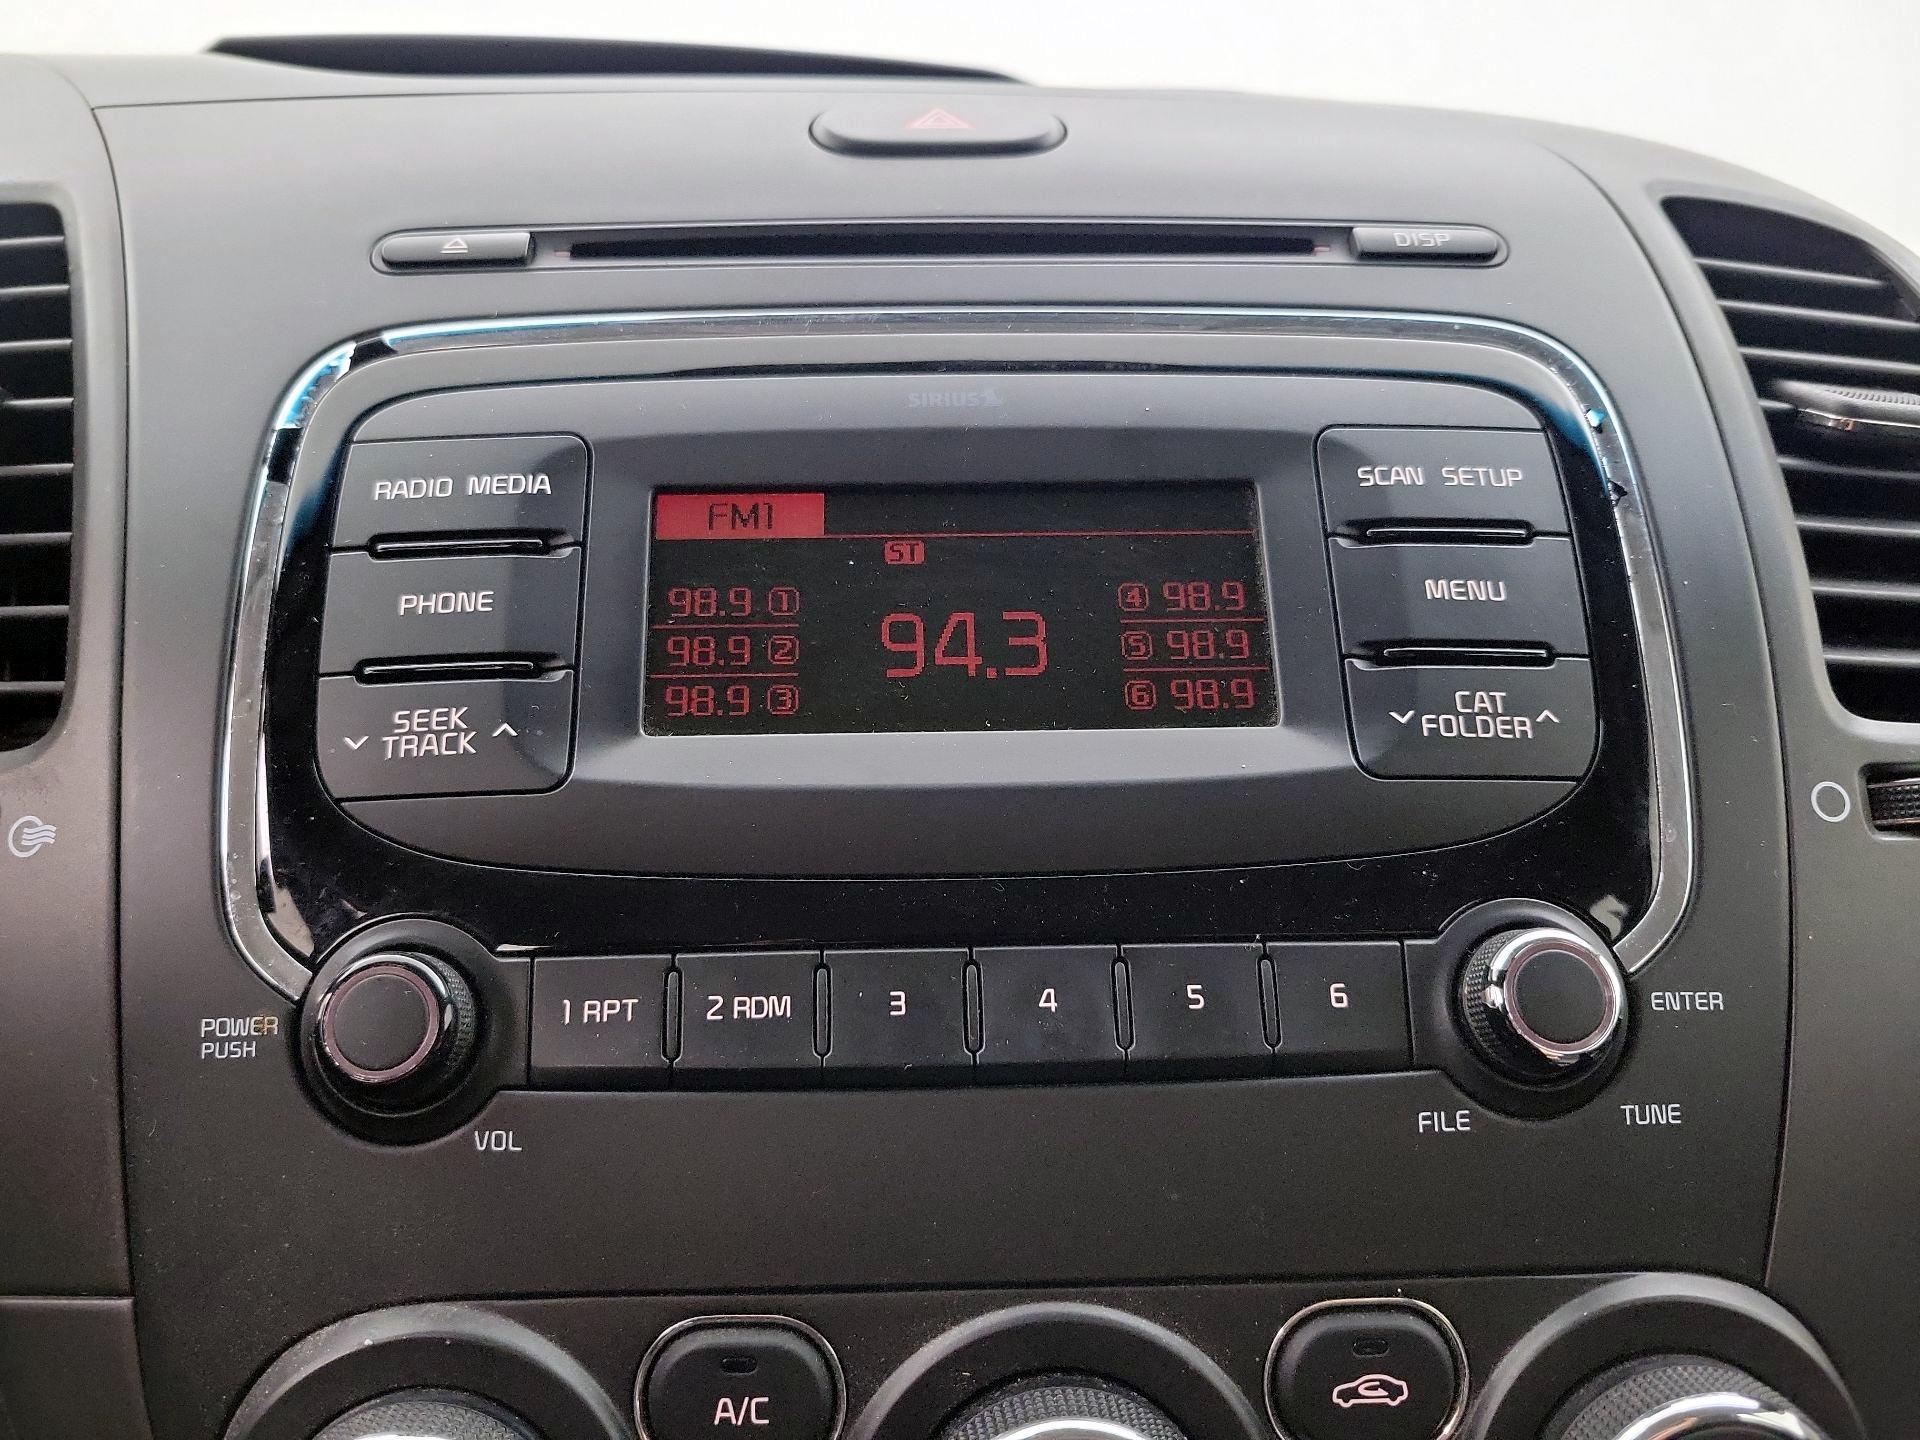 DISP
SIRIUS
RADIO MEDIA
SCAN SETUP
PHONE
MENU
SEEK
TRACK
CAT
FOLDER
FM1
ST
98.9 1
98.9 2
98.9 3
94.3
4 98.9
5 98.9
6 98.9
POWER
PUSH
VOL
1 RPT
2 RDM
3
4
5
6
ENTER
FILE
TUNE
A/C